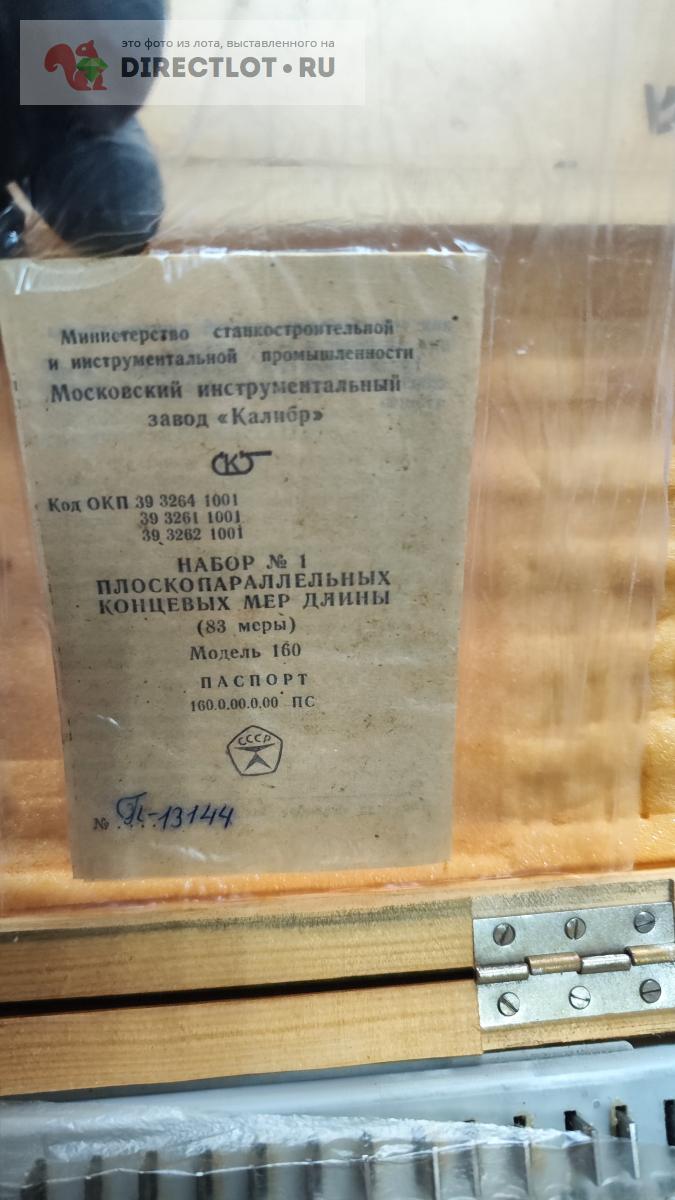 это фото из лота, выставленного на
DIRECTLOT.RU
Министерство станкостроительной
и инструментальной промышленности
Московский инструментальный
завод «Калибр»
Код ОКП 39 3264 1001
39 3261 1001
39 3262 1001
НАБОР № 1
ПЛОСКОПАРАЛЛЕЛЬНЫХ
КОНЦЕВЫХ МЕР ДЛИНЫ
(83 меры)
Модель 160
ПАСПОРТ
160.0.00.0.00 ПС
СССР
№ -13144